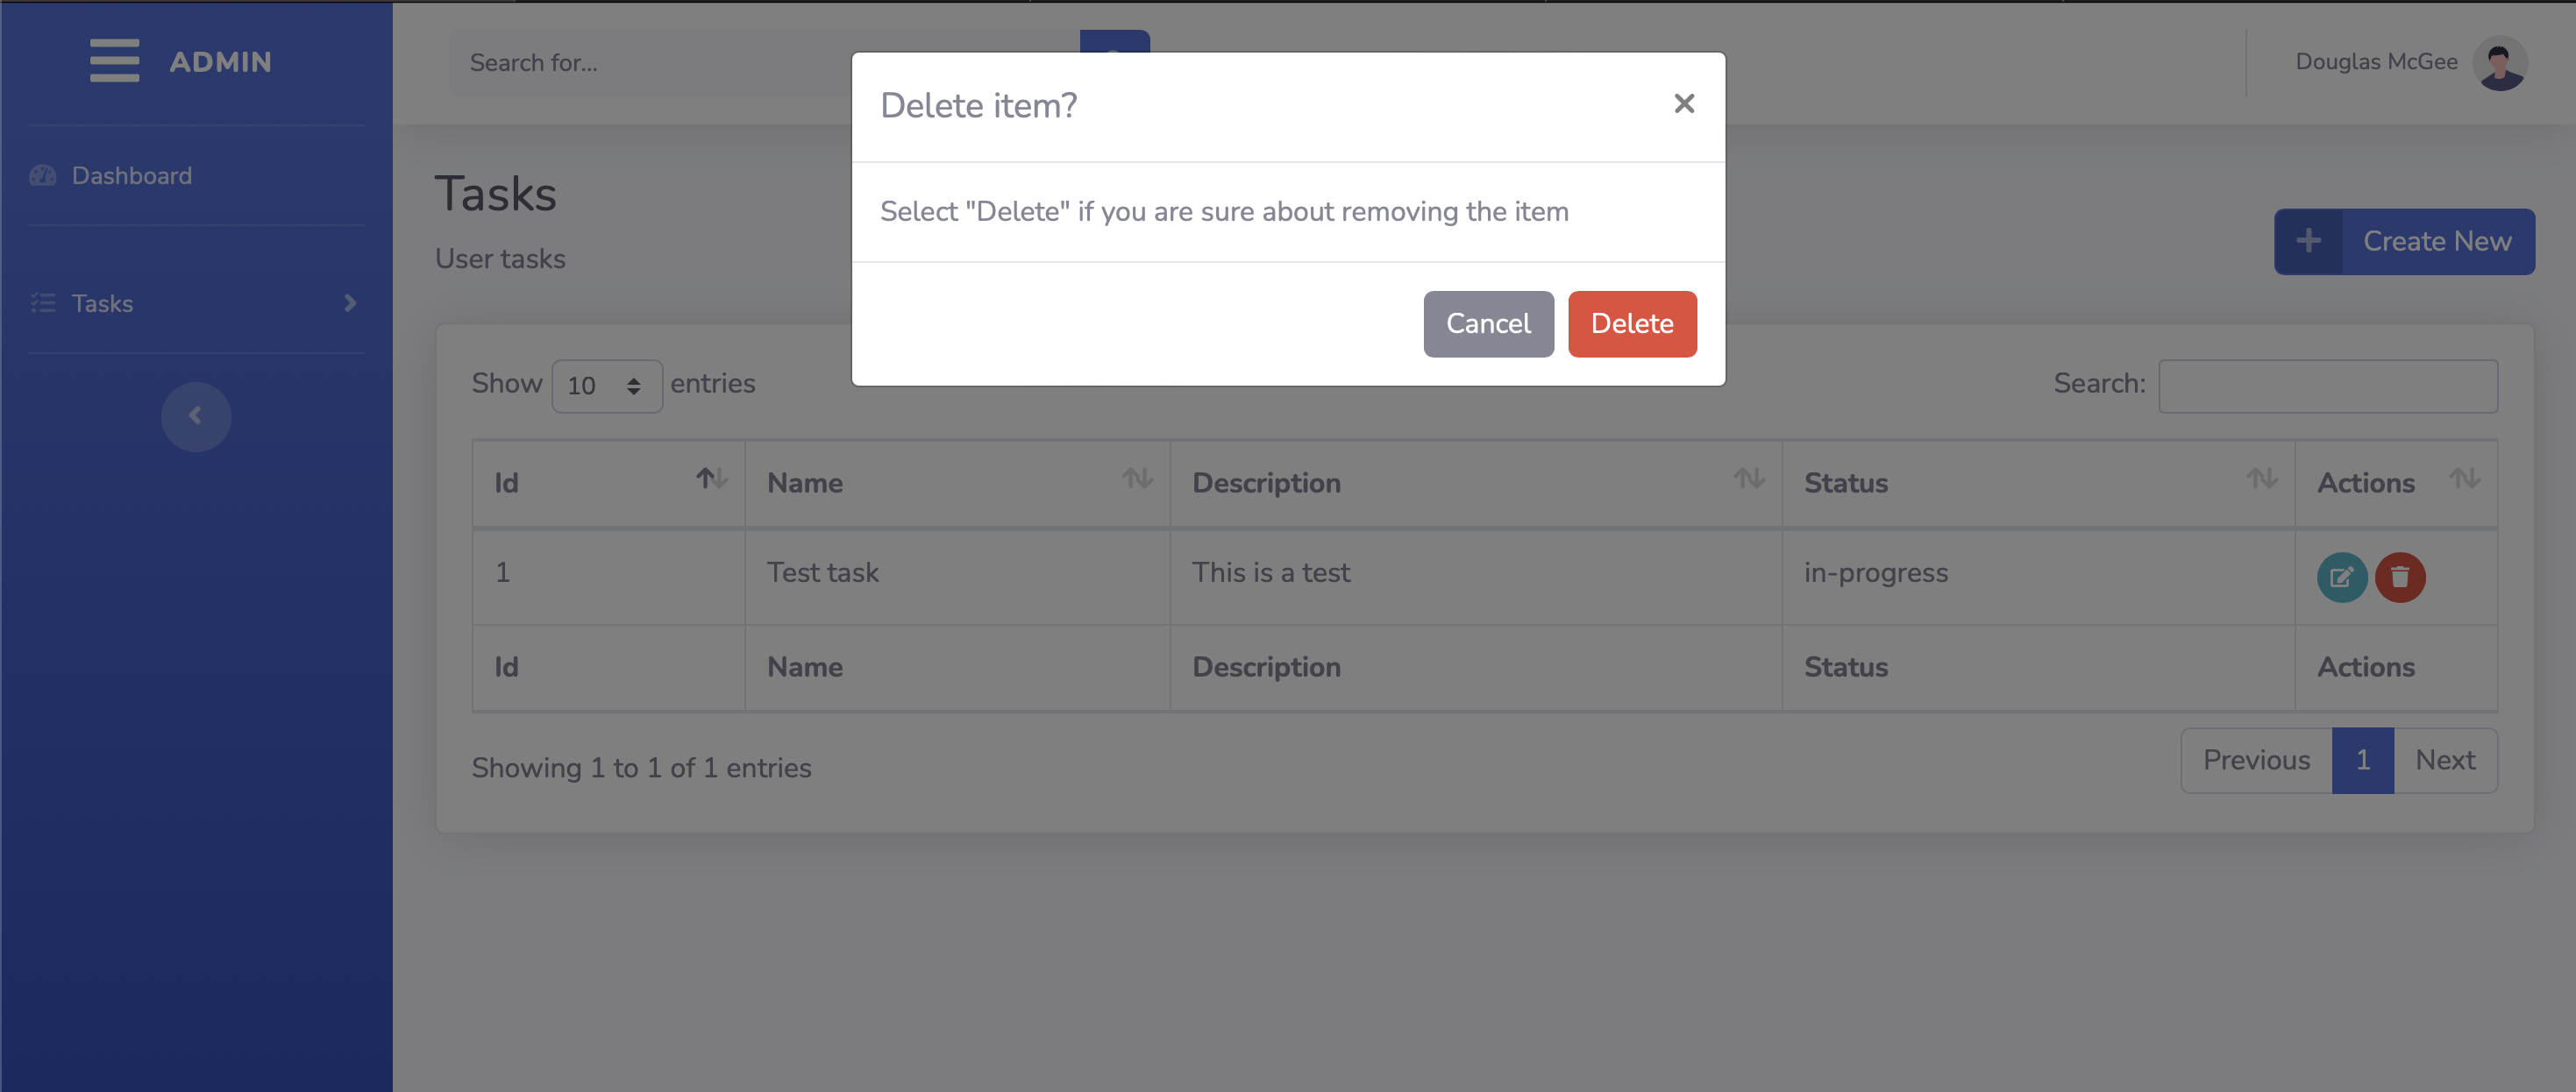 ADMIN
Search for...
Douglas McGee
Dashboard
Tasks
Delete item?
×
Select "Delete" if you are sure about removing the item
Cancel
Delete
Tasks
User tasks
Create New
Show 10 entries
Search:
Id Name Description Status Actions
1 Test task This is a test in-progress
Id Name Description Status Actions
Showing 1 to 1 of 1 entries
Previous 1 Next